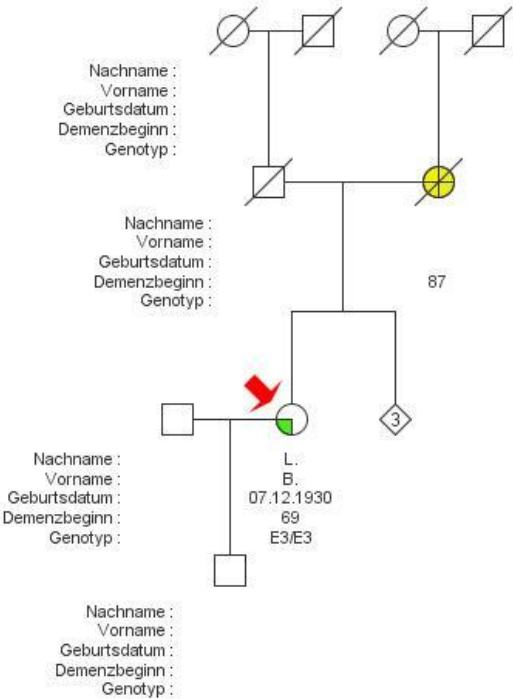 Nachname :
Vorname :
Geburtsdatum :
Demenzbeginn :
Genotyp :
Nachname :
Vorname :
Geburtsdatum :
Demenzbeginn : 87
Genotyp :
3
Nachname : L.
Vorname : B.
Geburtsdatum : 07.12.1930
Demenzbeginn : 69
Genotyp : E3/E3
Nachname :
Vorname :
Geburtsdatum :
Demenzbeginn :
Genotyp :